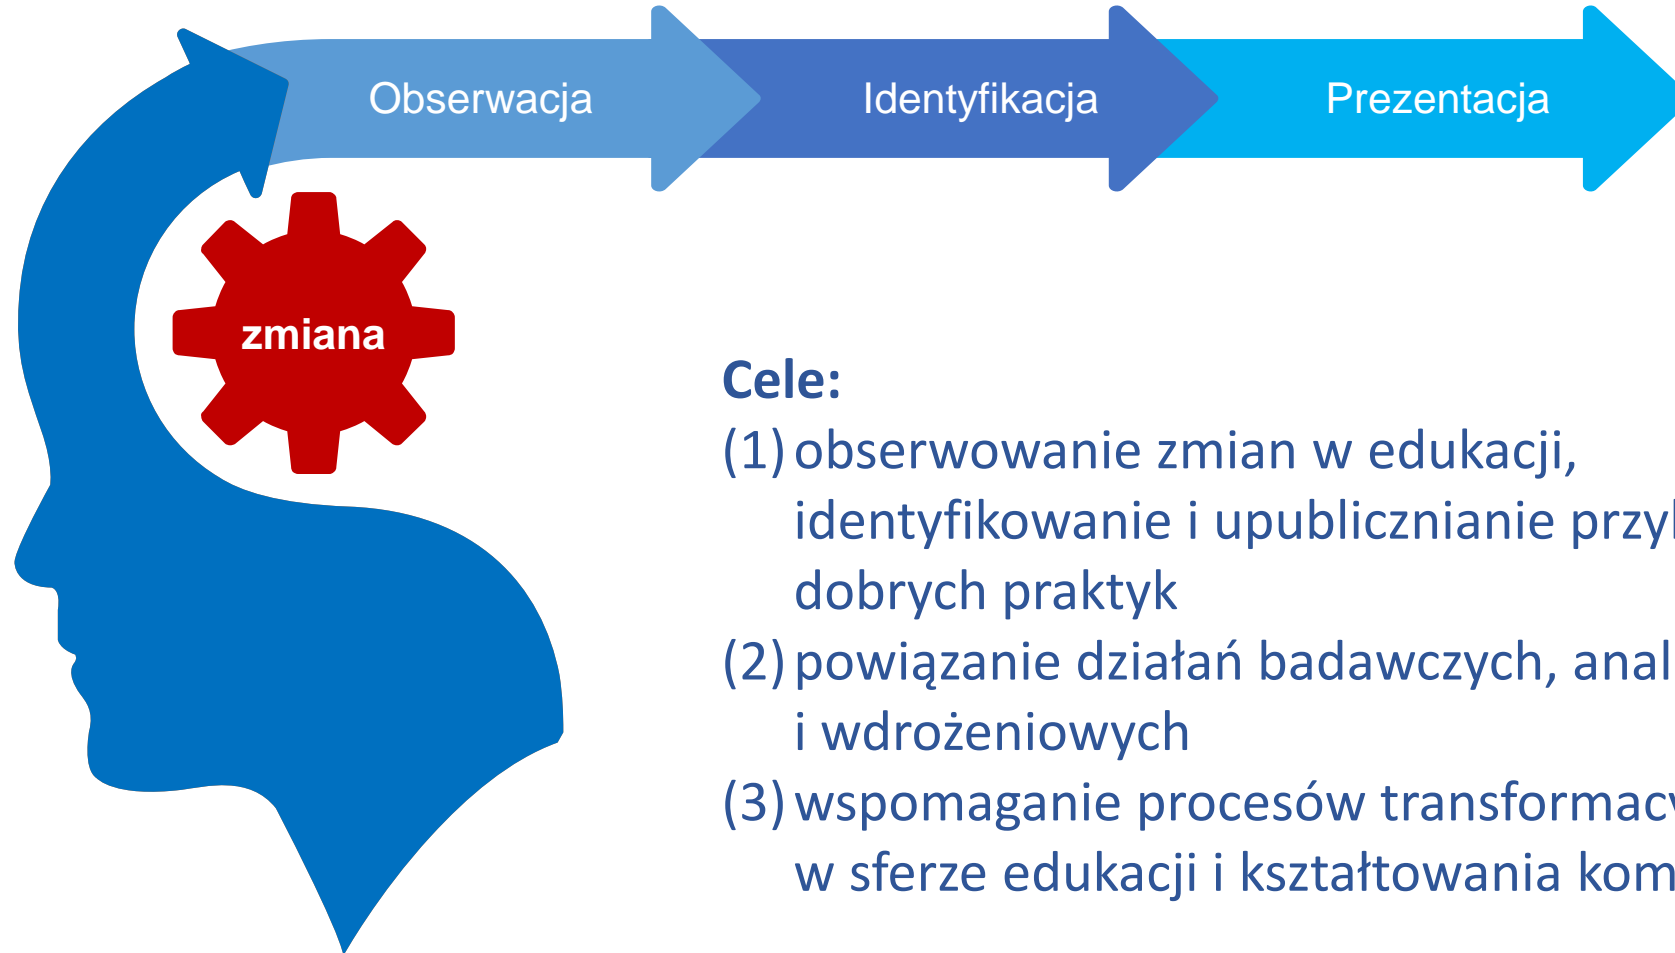 Obserwacja
Identyfikacja
Prezentacja
zmiana
Cele:
(1) obserwowanie zmian w edukacji,
identyfikowanie i upublicznianie
dobrych praktyk
(2) powiązanie działań badawczych,
i wdrożeniowych
(3) wspomaganie procesów
w sferze edukacji i kształtowania